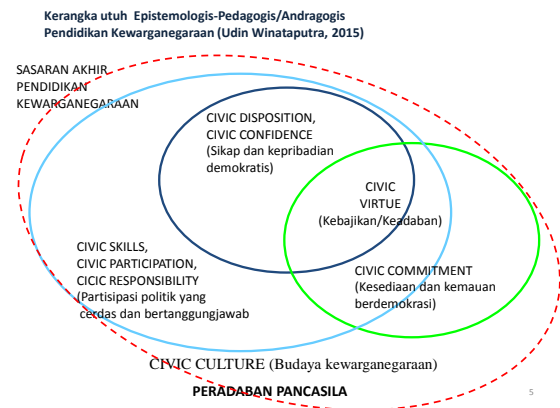 Kerangka utuh Epistemologis-Pedagogis/Andragogis
Pendidikan Kewarganegaraan (Udin Winataputra, 2015)
SASARAN AKHIR
PENDIDIKAN
KEWARGANEGARAAN
CIVIC DISPOSITION,
CIVIC CONFIDENCE
(Sikap dan kepribadian
demokratis)
CIVIC
VIRTUE
(Kebajikan/Keadaban)
CIVIC SKILLS,
CIVIC PARTICIPATION,
CICIC RESPONSIBILITY
(Partisipasi politik yang
cerdas dan bertanggungjawab
CIVIC COMMITMENT
(Kesediaan dan kemauan
berdemokrasi)
CIVIC CULTURE (Budaya kewarganegaraan)
PERADABAN PANCASILA
5